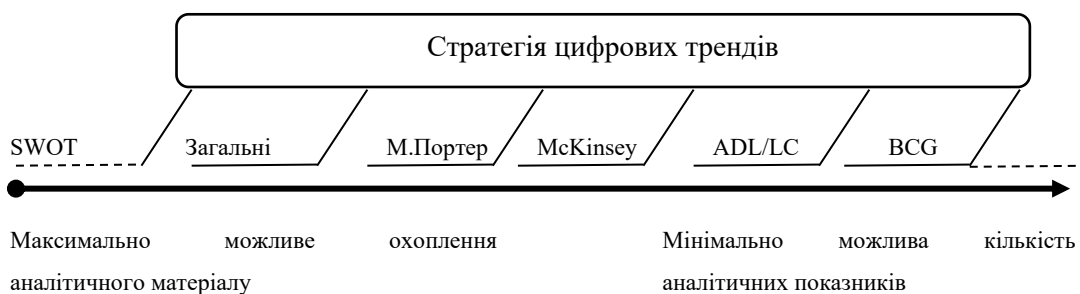 Стратегія цифрових трендів
SWOT Загальні М.Портер McKinsey ADL/LC BCG
Максимально можливе охоплення
аналітичного матеріалу
Мінімально можлива кількість
аналітичних показників